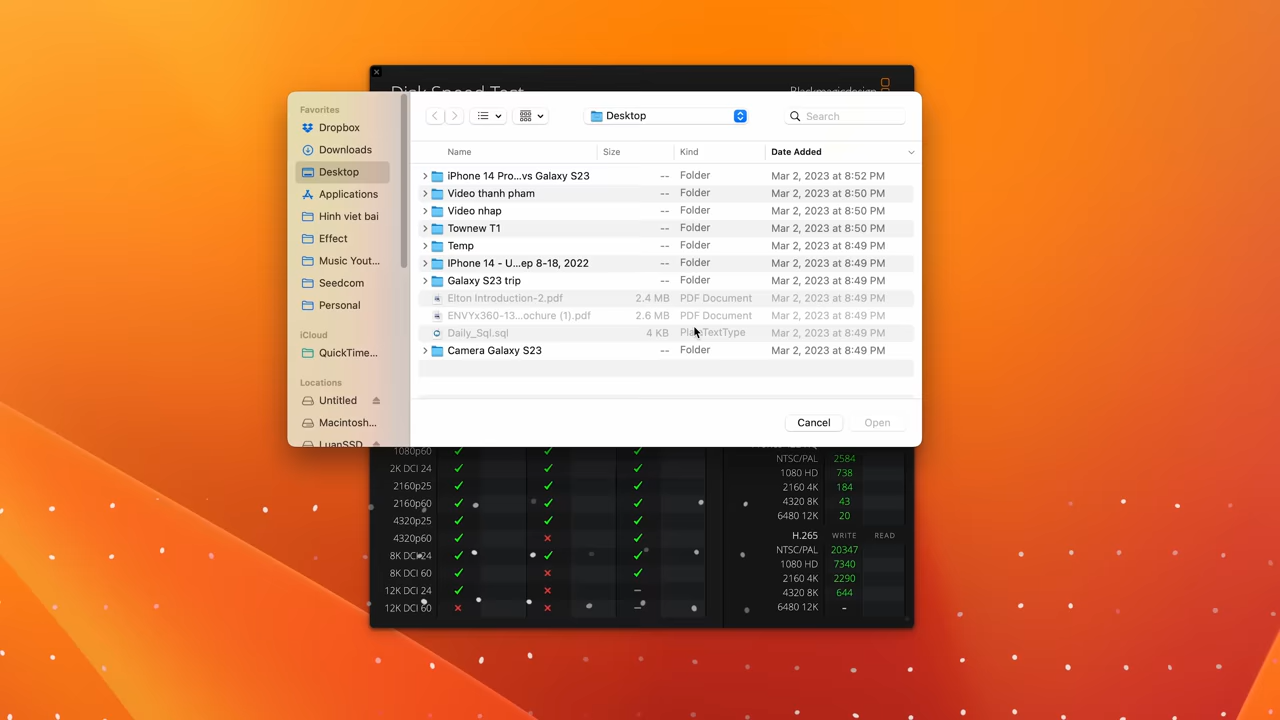 Disk Speed Test
Blackmagicdesign
Favorites
Dropbox
Downloads
Desktop
Applications
Hinh viet bai
Effect
Music Yout...
Seedcom
Personal
iCloud
QuickTime...
Locations
Untitled
Macintosh...
LuanSSD
Desktop
Search
Name Size Kind Date Added
iPhone 14 Pro...vs Galaxy S23 -- Folder Mar 2, 2023 at 8:52 PM
Video thanh pham -- Folder Mar 2, 2023 at 8:50 PM
Video nhap -- Folder Mar 2, 2023 at 8:50 PM
Townew T1 -- Folder Mar 2, 2023 at 8:50 PM
Temp -- Folder Mar 2, 2023 at 8:49 PM
IPhone 14 - U...ep 8-18, 2022 -- Folder Mar 2, 2023 at 8:49 PM
Galaxy S23 trip -- Folder Mar 2, 2023 at 8:49 PM
Elton Introduction-2.pdf 2.4 MB PDF Document Mar 2, 2023 at 8:49 PM
ENVYx360-13...ochure (1).pdf 2.6 MB PDF Document Mar 2, 2023 at 8:49 PM
Daily_Sql.sql 4 KB PlainTextType Mar 2, 2023 at 8:49 PM
Camera Galaxy S23 -- Folder Mar 2, 2023 at 8:49 PM
Cancel Open
1080p60
2K DCI 24
2160p25
2160p60
4320p25
4320p60
8K DCI 24
8K DCI 60
12K DCI 24 –
12K DCI 60 –
NTSC/PAL 2584
1080 HD 738
2160 4K 184
4320 8K 43
6480 12K 20
H.265 WRITE READ
NTSC/PAL 20347
1080 HD 7340
2160 4K 2290
4320 8K 644
6480 12K -